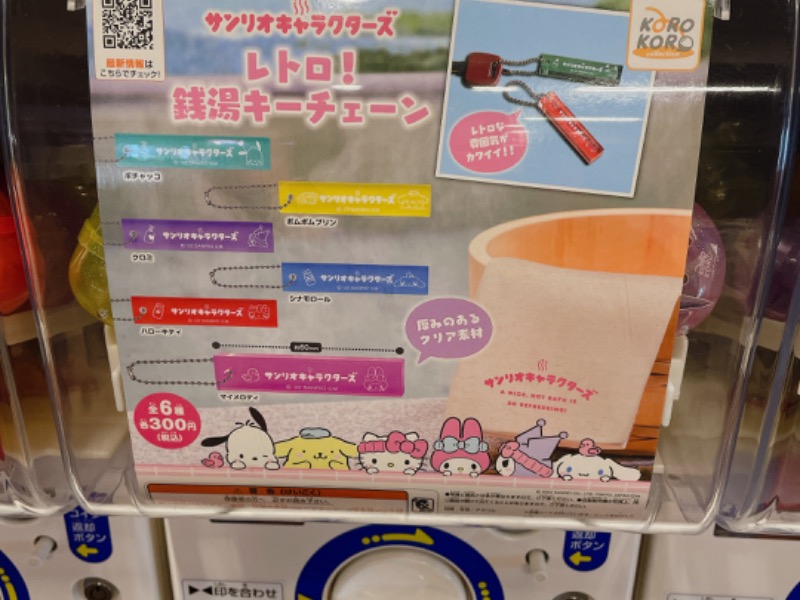 サンリオキャラクターズ
レトロ!
銭湯キーチェーン
最新情報は
こちらでチェック!
KORO
KORO
レトロな
雰囲気が
カワイイ!!
サンリオキャラクターズ
ポチャッコ
サンリオキャラクターズ
ポムポムプリン
サンリオキャラクターズ
クロミ
サンリオキャラクターズ
シナモロール
サンリオキャラクターズ
ハローキティ
約80mm
サンリオキャラクターズ
マイメロディ
厚みのある
クリア素材
サンリオキャラクターズ
A NICE, HOT BATH IS
SO REFRESHING!
全6種
各300円
(税込)
コイン
返却
ボタン
返却
ボタン
印を合わせ